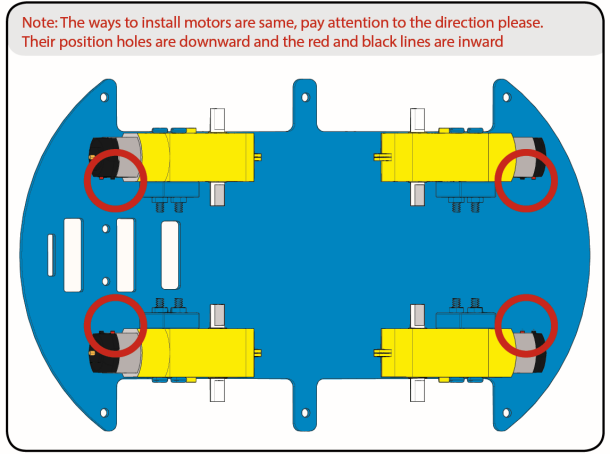 Note: The ways to install motors are same, pay attention to the direction please.
Their position holes are downward and the red and black lines are inward